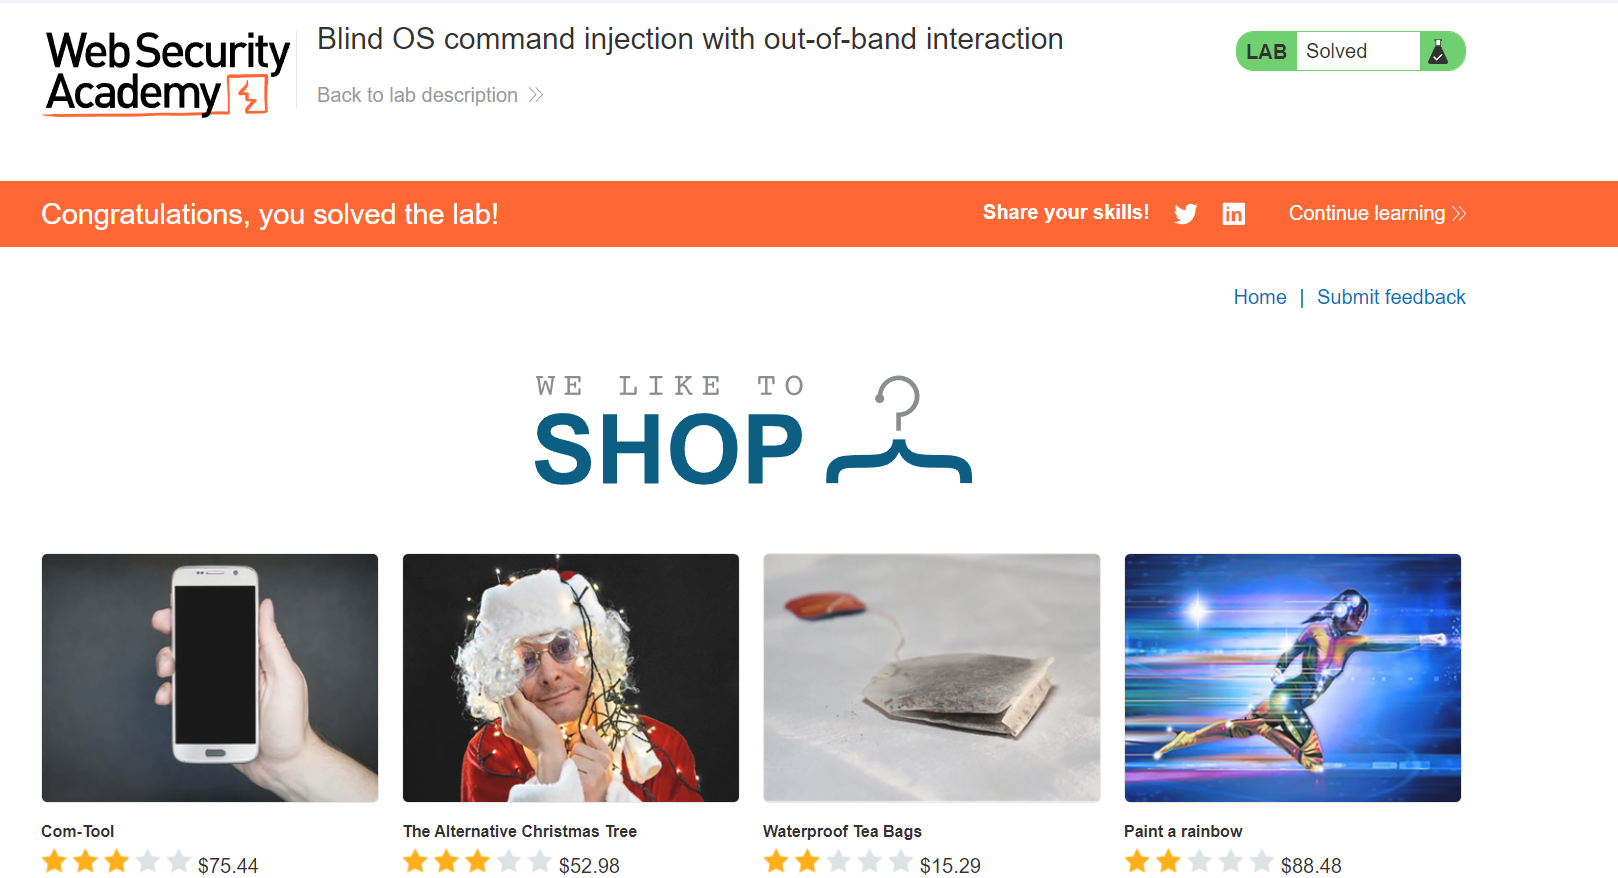 Web Security
Academy
Blind OS command injection with out-of-band interaction
Back to lab description
LAB Solved
Congratulations, you solved the lab!
Share your skills!
Continue learning
Home | Submit feedback
WE LIKE TO
SHOP
Com-Tool
$75.44
The Alternative Christmas Tree
$52.98
Waterproof Tea Bags
$15.29
Paint a rainbow
$88.48